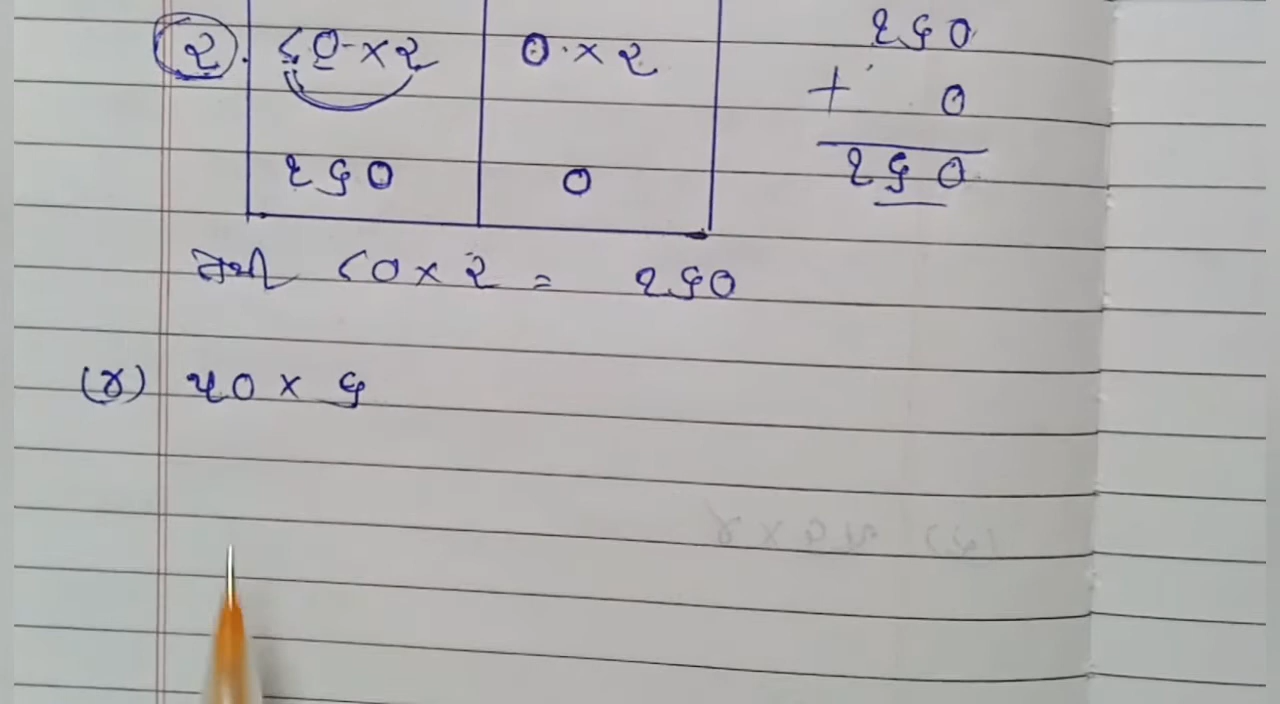 ૧૬૦
૨. ૮૦ × ૨ ૦ × ૨
+ ૦
૧૬૦ ૦ ૧૬૦
૮૦ × ૨ = ૧૬૦
(૪) ૫૦ × ૬